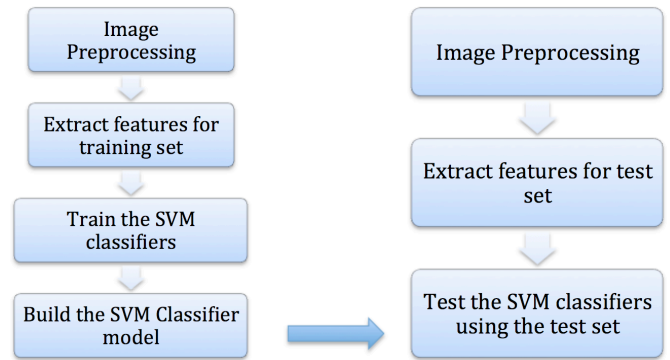 Image
Preprocessing
Extract features for
training set
Train the SVM
classifiers
Build the SVM Classifier
model
Image Preprocessing
Extract features for test
set
Test the SVM classifiers
using the test set